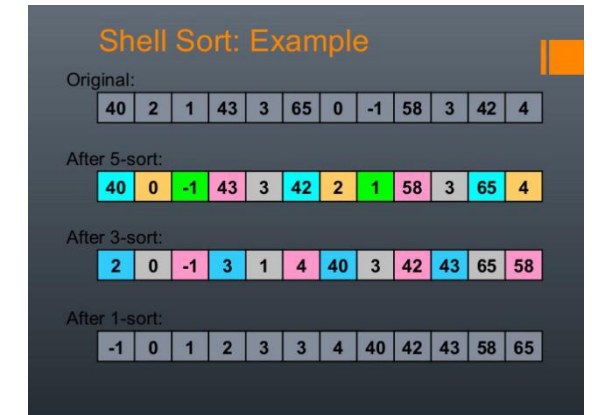 Shell Sort: Example
Original:
40 2 1 43 3 65 0 -1 58 3 42 4
After 5-sort:
40 0 -1 43 3 42 2 1 58 3 65 4
After 3-sort:
2 0 -1 3 1 4 40 3 42 43 65 58
After 1-sort:
-1 0 1 2 3 3 4 40 42 43 58 65